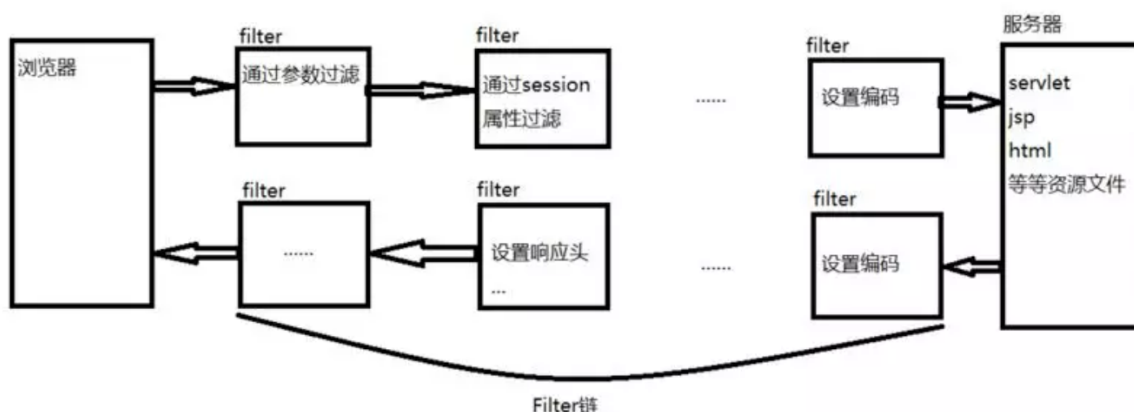 服务器
filter
filter
filter
浏览器
通过参数过滤
通过session
属性过滤
......
设置编码
servlet
jsp
html
等等资源文件
filter
filter
filter
......
设置响应头
...
......
设置编码
Filter链